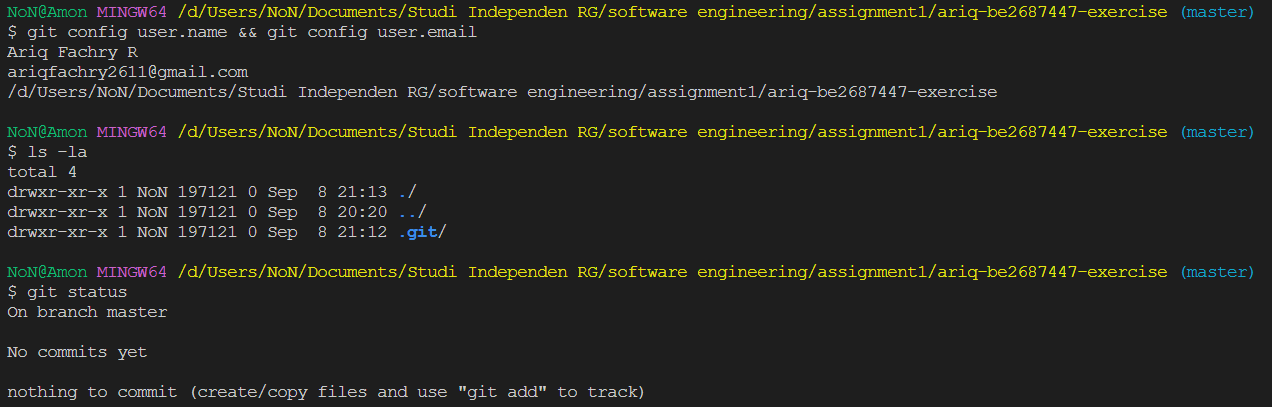 NoN@Amon MINGW64 /d/Users/NoN/Documents/Studi Independen RG/software engineering/assignment1/ariq-be2687447-exercise (master)
$ git config user.name && git config user.email
Ariq Fachry R
ariqfachry2611@gmail.com
/d/Users/NoN/Documents/Studi Independen RG/software engineering/assignment1/ariq-be2687447-exercise
NoN@Amon MINGW64 /d/Users/NoN/Documents/Studi Independen RG/software engineering/assignment1/ariq-be2687447-exercise (master)
$ ls -la
total 4
drwxr-xr-x 1 NoN 197121 0 Sep  8 21:13 ./
drwxr-xr-x 1 NoN 197121 0 Sep  8 20:20 ../
drwxr-xr-x 1 NoN 197121 0 Sep  8 21:12 .git/
NoN@Amon MINGW64 /d/Users/NoN/Documents/Studi Independen RG/software engineering/assignment1/ariq-be2687447-exercise (master)
$ git status
On branch master
No commits yet
nothing to commit (create/copy files and use "git add" to track)